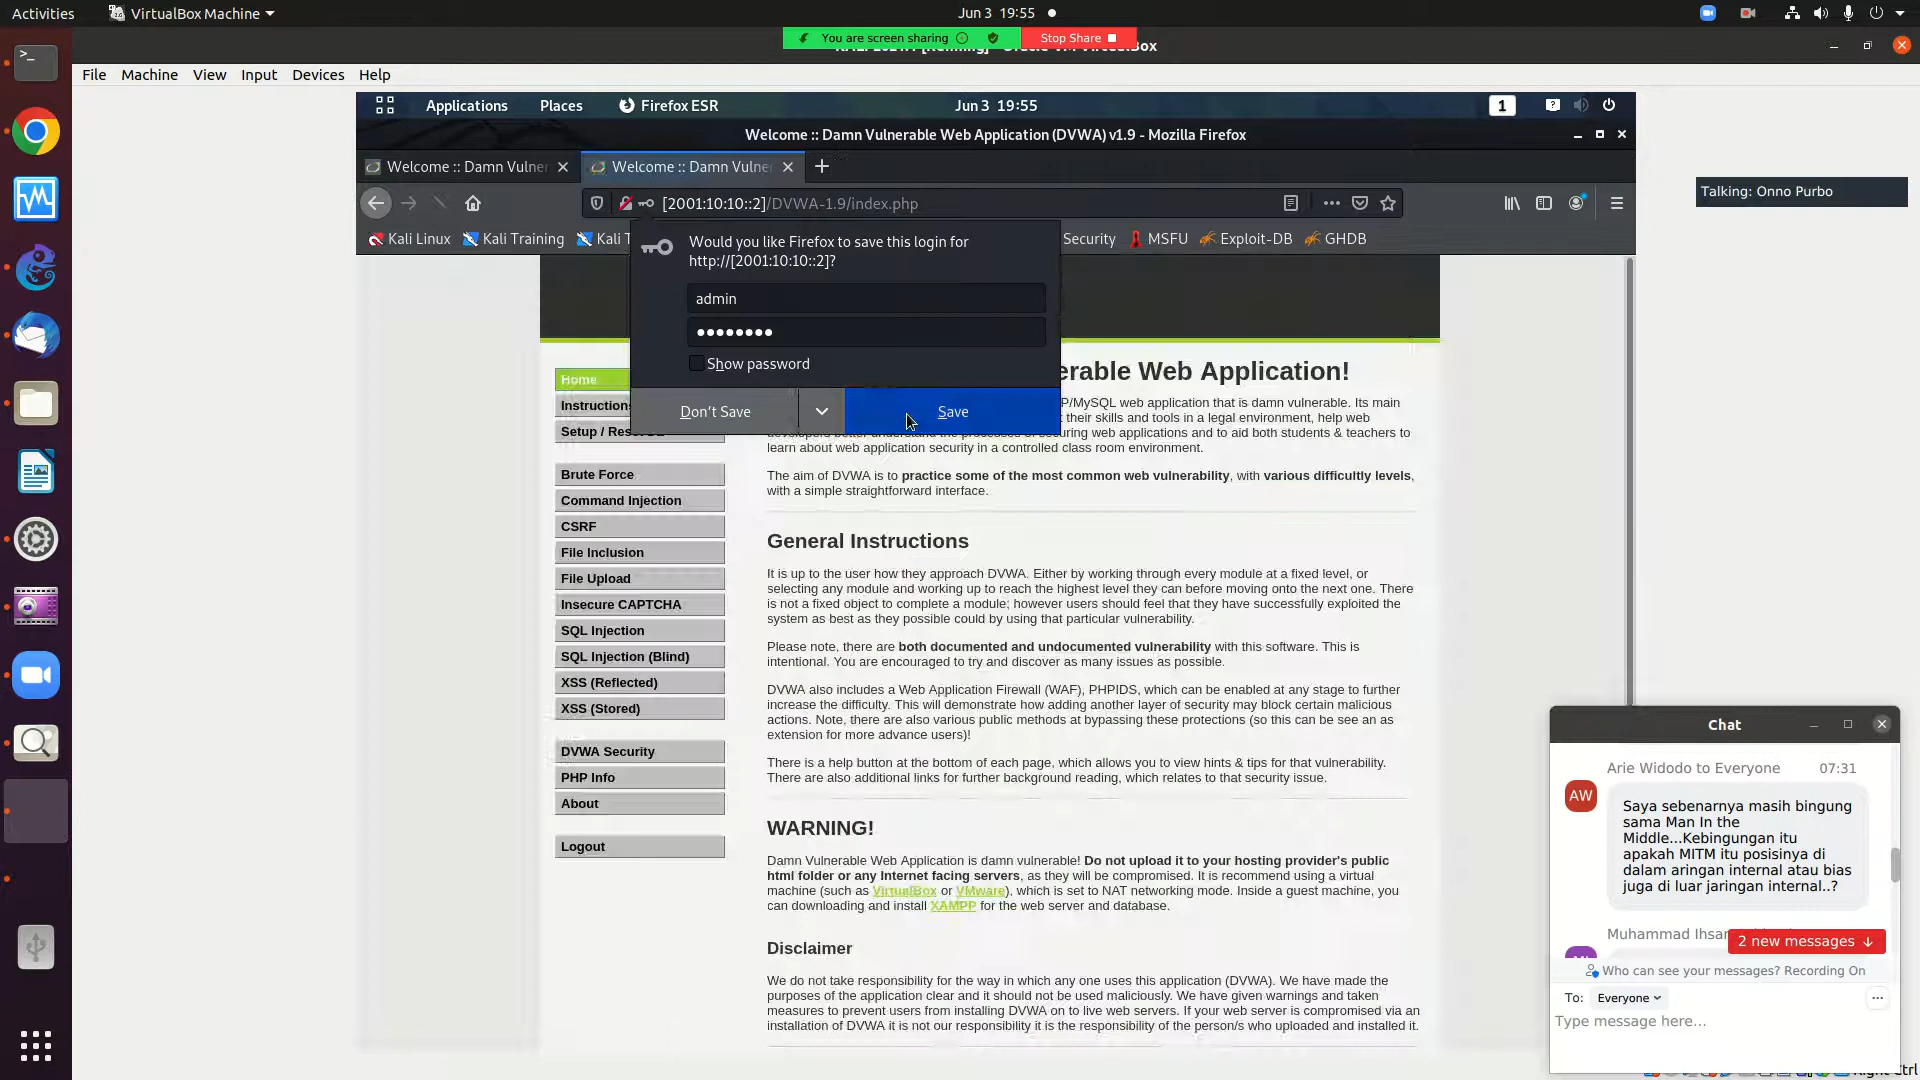 Activities
VirtualBox Machine
Jun 3 19:55
You are screen sharing
Stop Share
Oracle VM VirtualBox
File Machine View Input Devices Help
Applications Places Firefox ESR
Jun 3 19:55
1
Welcome :: Damn Vulnerable Web Application (DVWA) v1.9 - Mozilla Firefox
Welcome :: Damn Vulner
Welcome :: Damn Vulne
Talking: Onno Purbo
[2001:10:10::2]/DVWA-1.9/index.php
Kali Linux Kali Training Kali T
Security MSFU Exploit-DB GHDB
Would you like Firefox to save this login for
http://[2001:10:10::2]?
admin
Show password
Don't Save
Save
Home
Instructions
Setup / Reset DB
Brute Force
Command Injection
CSRF
File Inclusion
File Upload
Insecure CAPTCHA
SQL Injection
SQL Injection (Blind)
XSS (Reflected)
XSS (Stored)
DVWA Security
PHP Info
About
Logout
erable Web Application!
P/MySQL web application that is damn vulnerable. Its main
their skills and tools in a legal environment, help web
developers better understand the processes of securing web applications and to aid both students & teachers to
learn about web application security in a controlled class room environment.
The aim of DVWA is to practice some of the most common web vulnerability, with various difficultly levels,
with a simple straightforward interface.
General Instructions
It is up to the user how they approach DVWA. Either by working through every module at a fixed level, or
selecting any module and working up to reach the highest level they can before moving onto the next one. There
is not a fixed object to complete a module; however users should feel that they have successfully exploited the
system as best as they possible could by using that particular vulnerability.
Please note, there are both documented and undocumented vulnerability with this software. This is
intentional. You are encouraged to try and discover as many issues as possible.
DVWA also includes a Web Application Firewall (WAF), PHPIDS, which can be enabled at any stage to further
increase the difficulty. This will demonstrate how adding another layer of security may block certain malicious
actions. Note, there are also various public methods at bypassing these protections (so this can be see an as
extension for more advance users)!
There is a help button at the bottom of each page, which allows you to view hints & tips for that vulnerability.
There are also additional links for further background reading, which relates to that security issue.
WARNING!
Damn Vulnerable Web Application is damn vulnerable! Do not upload it to your hosting provider's public
html folder or any Internet facing servers, as they will be compromised. It is recommend using a virtual
machine (such as VirtualBox or VMware), which is set to NAT networking mode. Inside a guest machine, you
can downloading and install XAMPP for the web server and database.
Disclaimer
We do not take responsibility for the way in which any one uses this application (DVWA). We have made the
purposes of the application clear and it should not be used maliciously. We have given warnings and taken
measures to prevent users from installing DVWA on to live web servers. If your web server is compromised via an
installation of DVWA it is not our responsibility it is the responsibility of the person/s who uploaded and installed it.
Chat
Arie Widodo to Everyone 07:31
AW
Saya sebenarnya masih bingung
sama Man In the
Middle...Kebingungan itu
apakah MITM itu posisinya di
dalam aringan internal atau bias
juga di luar jaringan internal..?
Muhammad Ihsan
2 new messages
Who can see your messages? Recording On
To: Everyone
Type message here...
Right Ctrl